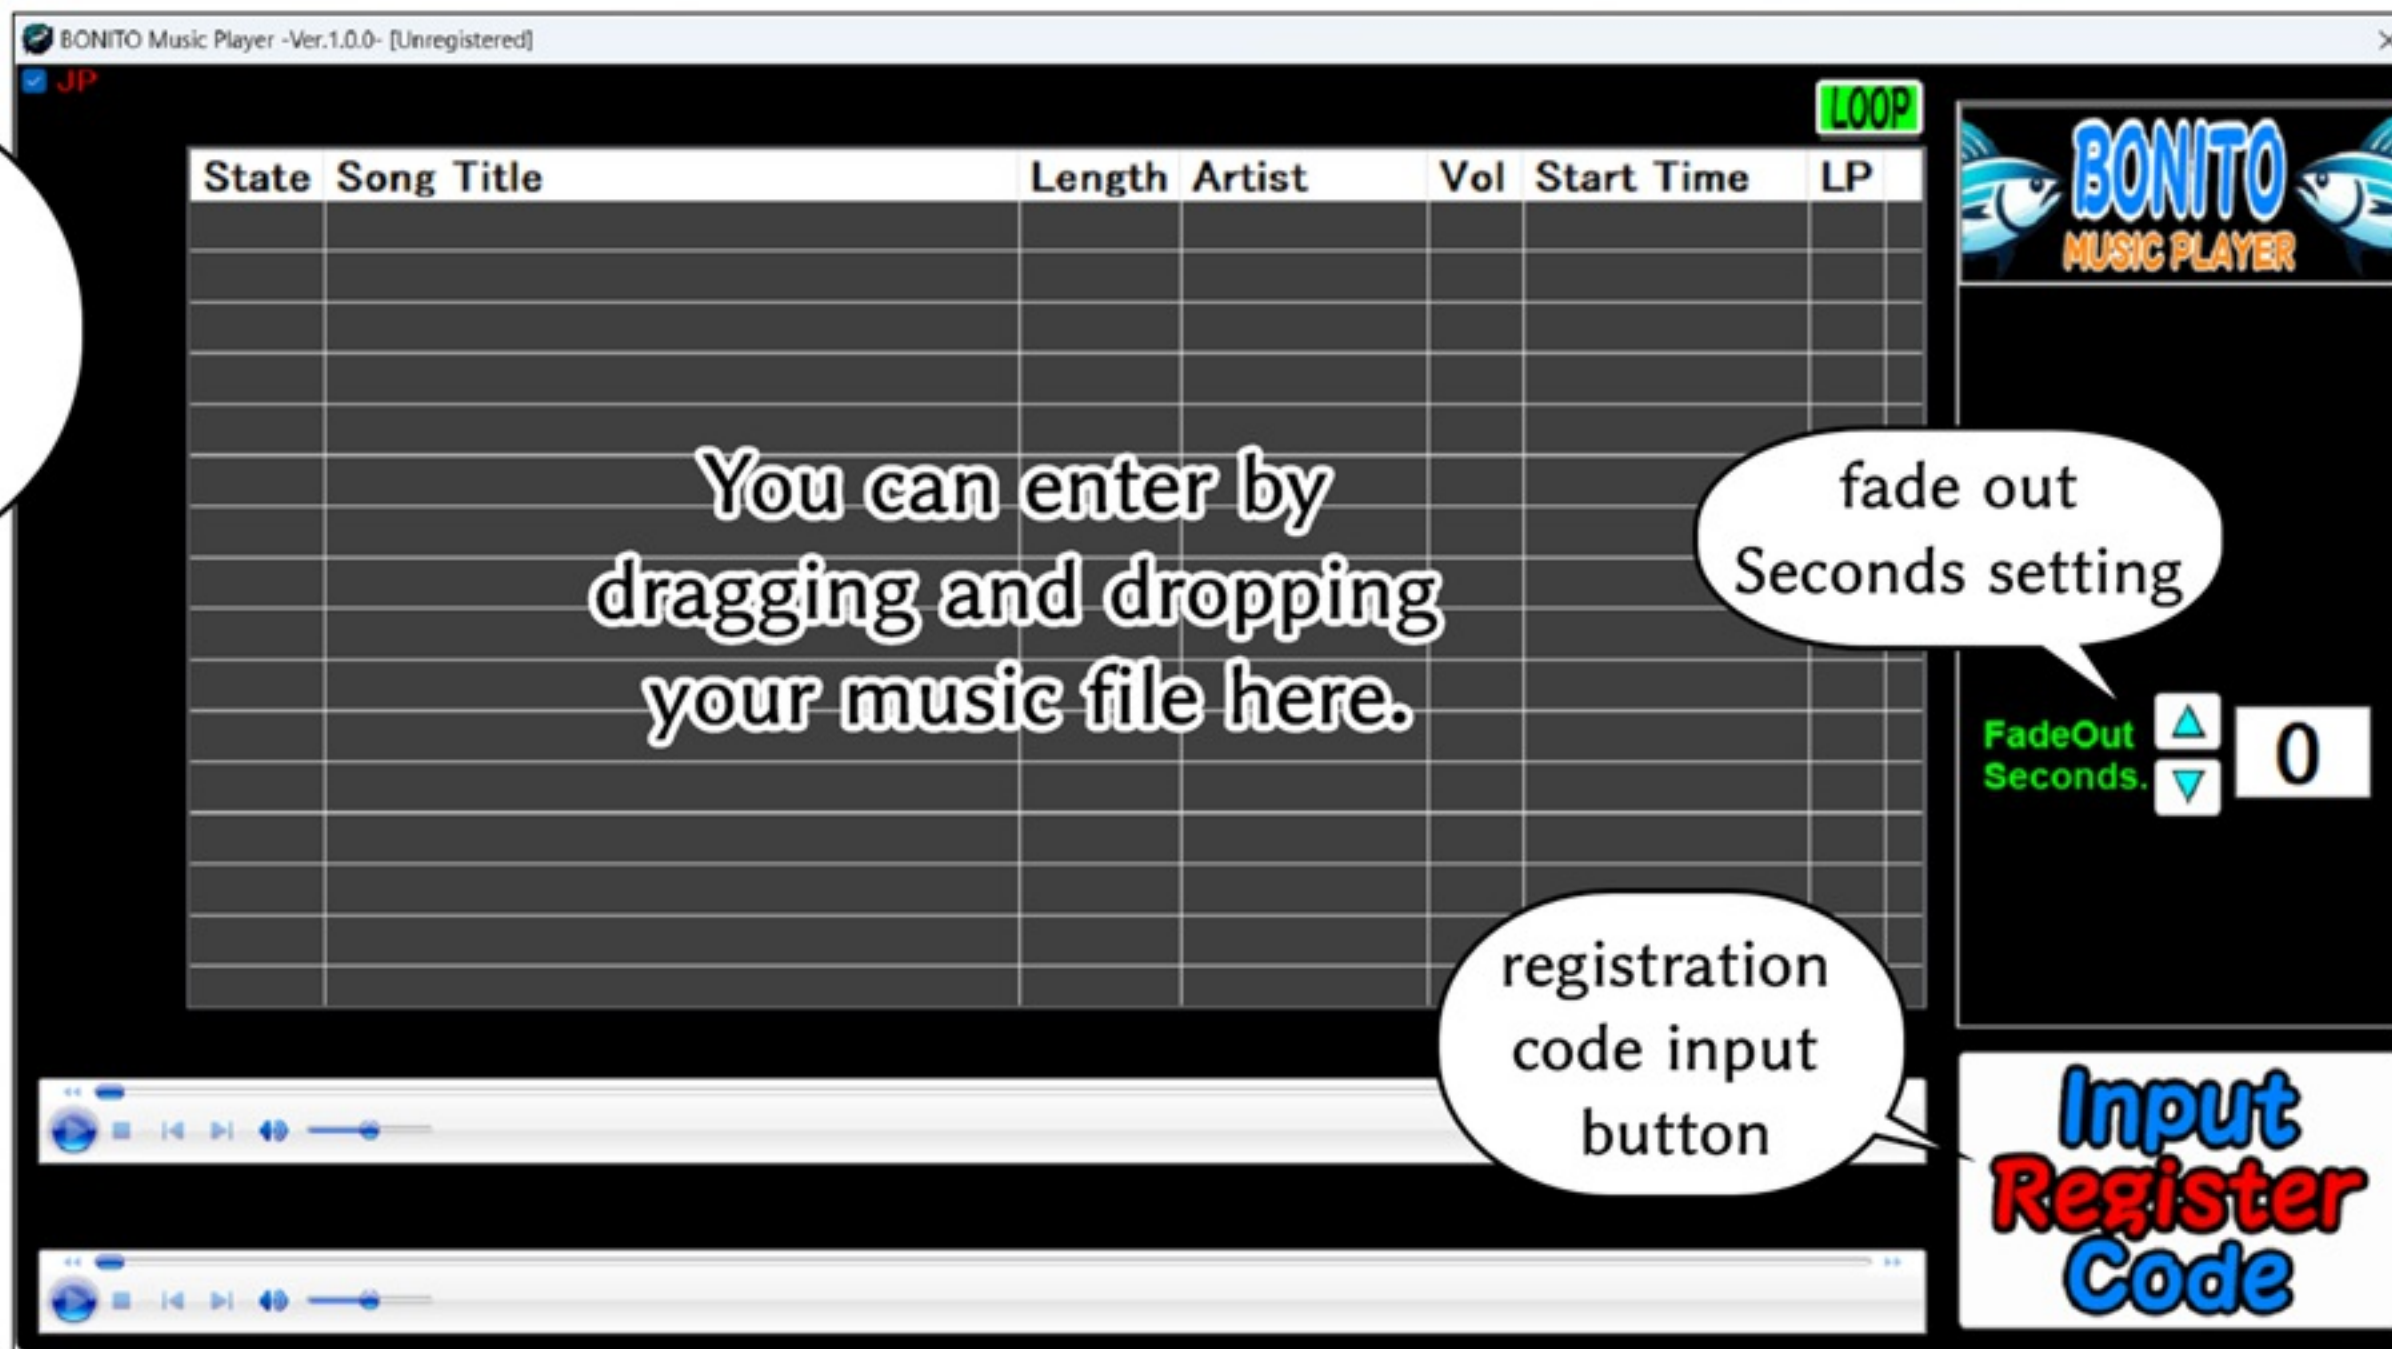 BONITO Music Player -Ver.1.0.0- [Unregistered]
JP
LOOP
State Song Title Length Artist Vol Start Time LP
BONITO
MUSIC PLAYER
You can enter by
dragging and dropping
your music file here.
fade out
Seconds setting
FadeOut
Seconds.
0
registration
code input
button
Input
Register
Code